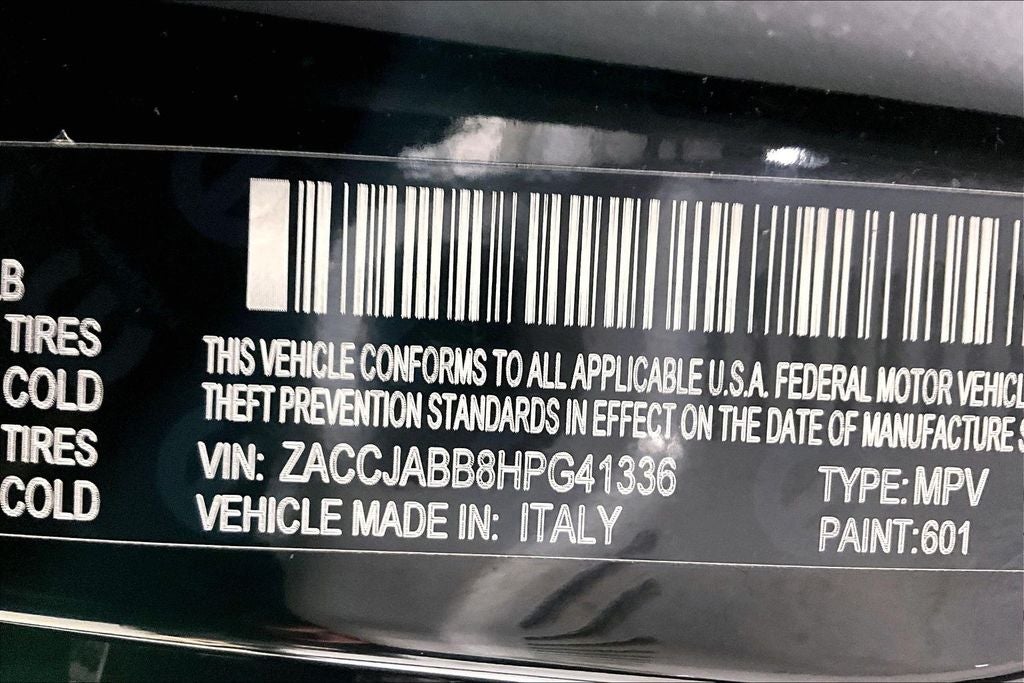 B
TIRES
COLD
TIRES
COLD
THIS VEHICLE CONFORMS TO ALL APPLICABLE U.S.A. FEDERAL MOTOR VEHICL
THEFT PREVENTION STANDARDS IN EFFECT ON THE DATE OF MANUFACTURE S
VIN: ZACCJABB8HPG41336
TYPE: MPV
VEHICLE MADE IN: ITALY
PAINT:601